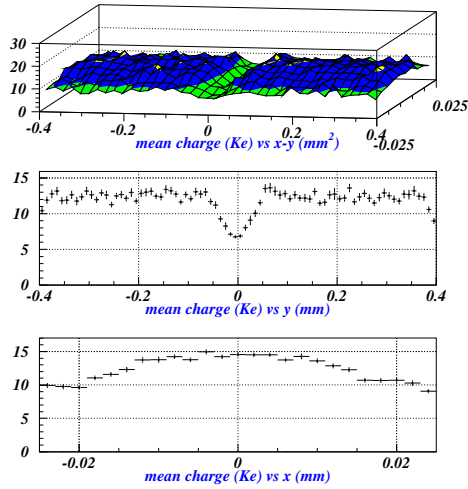 30
20
10
0
-0.4 -0.2 0 0.2 0.4
-0.025
0.025
mean charge (Ke) vs x-y (mm²)
15
10
5
0
-0.4 -0.2 0 0.2 0.4
mean charge (Ke) vs y (mm)
15
10
5
0
-0.02 0 0.02
mean charge (Ke) vs x (mm)